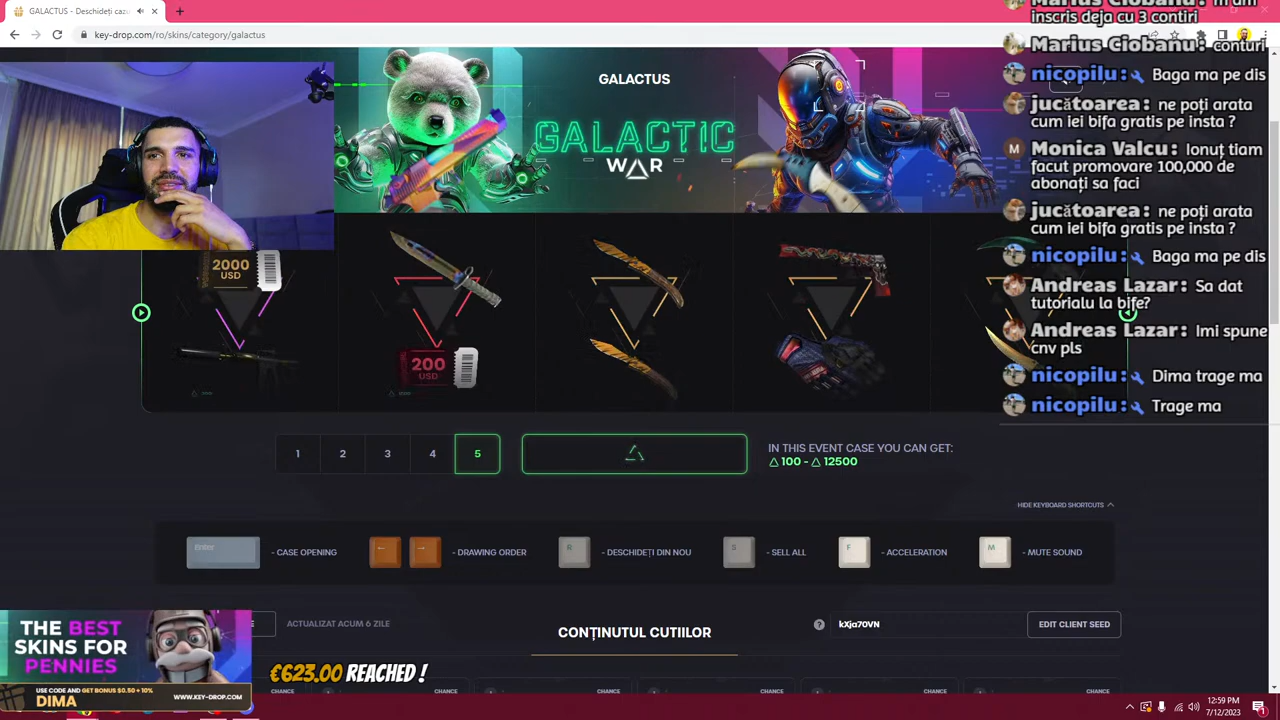 GALACTUS - Deschideți caz
key-drop.com/ro/skins/category/galactus
GALACTUS
GALACTIC
WAR
2000
USD
200
USD
1
2
3
4
5
IN THIS EVENT CASE YOU CAN GET:
100 - 12500
HIDE KEYBOARD SHORTCUTS
Enter
- CASE OPENING
- DRAWING ORDER
R
- DESCHIDEȚI DIN NOU
S
- SELL ALL
F
- ACCELERATION
M
- MUTE SOUND
ACTUALIZAT ACUM 6 ZILE
CONȚINUTUL CUTIILOR
kXja70VN
EDIT CLIENT SEED
CHANCE
CHANCE
CHANCE
CHANCE
CHANCE
CHANCE
inscris deja cu 3 contiri
Marius Ciobanu: conturi
nicopilu: Baga ma pe dis
jucătoarea: ne poți arata
cum iei bifa gratis pe insta ?
M
Monica Valcu: Ionuț tiam
facut promovare 100,000 de
abonați sa faci
jucătoarea: ne poți arata
cum iei bifa gratis pe insta ?
nicopilu: Baga ma pe dis
Andreas Lazar: Sa dat
tutorialu la bife?
Andreas Lazar: Imi spune
cnv pls
nicopilu: Dima trage ma
nicopilu: Trage ma
THE BEST
SKINS FOR
PENNIES
USE CODE AND GET BONUS $0.50 + 10%
DIMA
WWW.KEY-DROP.COM
€623.00 REACHED !
12:59 PM
7/12/2023
1